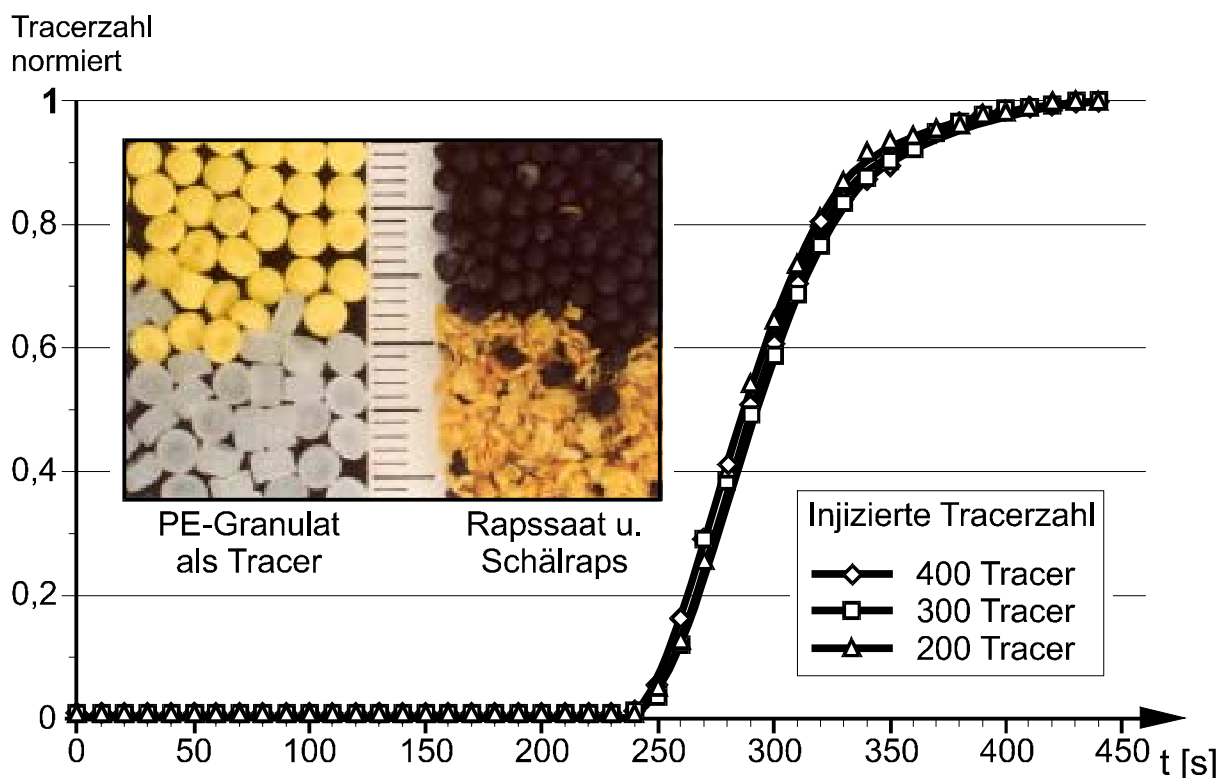 Tracerzahl
normiert
1
0,8
0,6
0,4
0,2
0
PE-Granulat
als Tracer
Rapssaat u.
Schälraps
Injizierte Tracerzahl
400 Tracer
300 Tracer
200 Tracer
0 50 100 150 200 250 300 350 400 450
t [s]